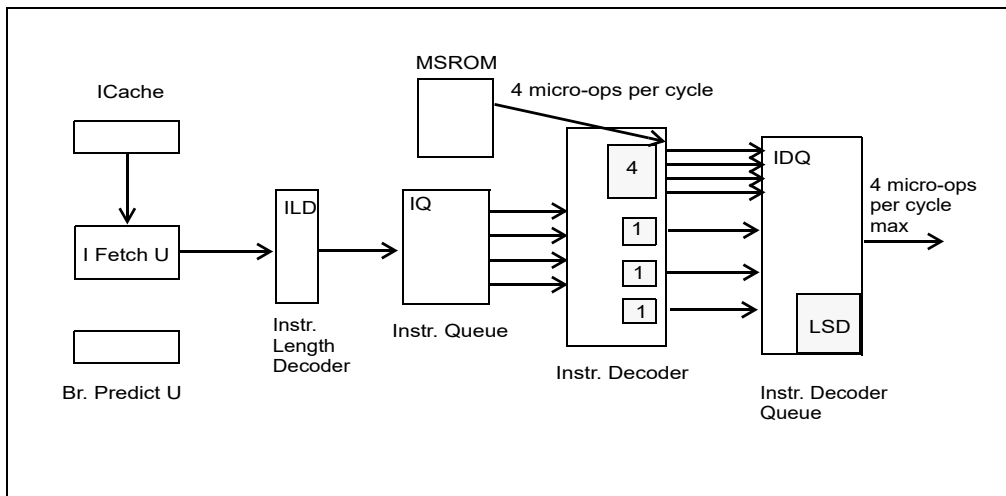 MSROM
ICache
4 micro-ops per cycle
4
IDQ
4 micro-ops
per cycle
max
ILD
IQ
1
I Fetch U
1
1
LSD
Instr.
Length
Decoder
Instr. Queue
Instr. Decoder
Br. Predict U
Instr. Decoder
Queue